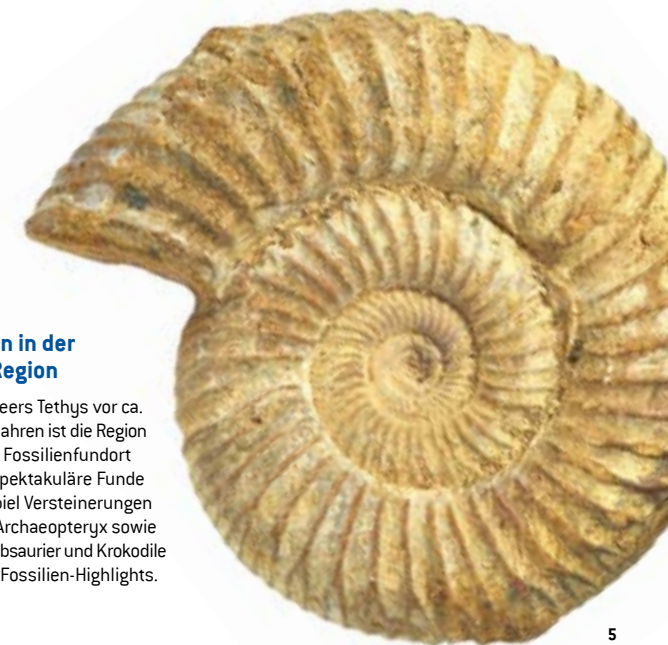 n in der
Region
eers Tethys vor ca.
ahren ist die Region
Fossilienfundort
pektakuläre Funde
iel Versteinerungen
Archaeopteryx sowie
bsaurier und Krokodile
Fossilien-Highlights.
5